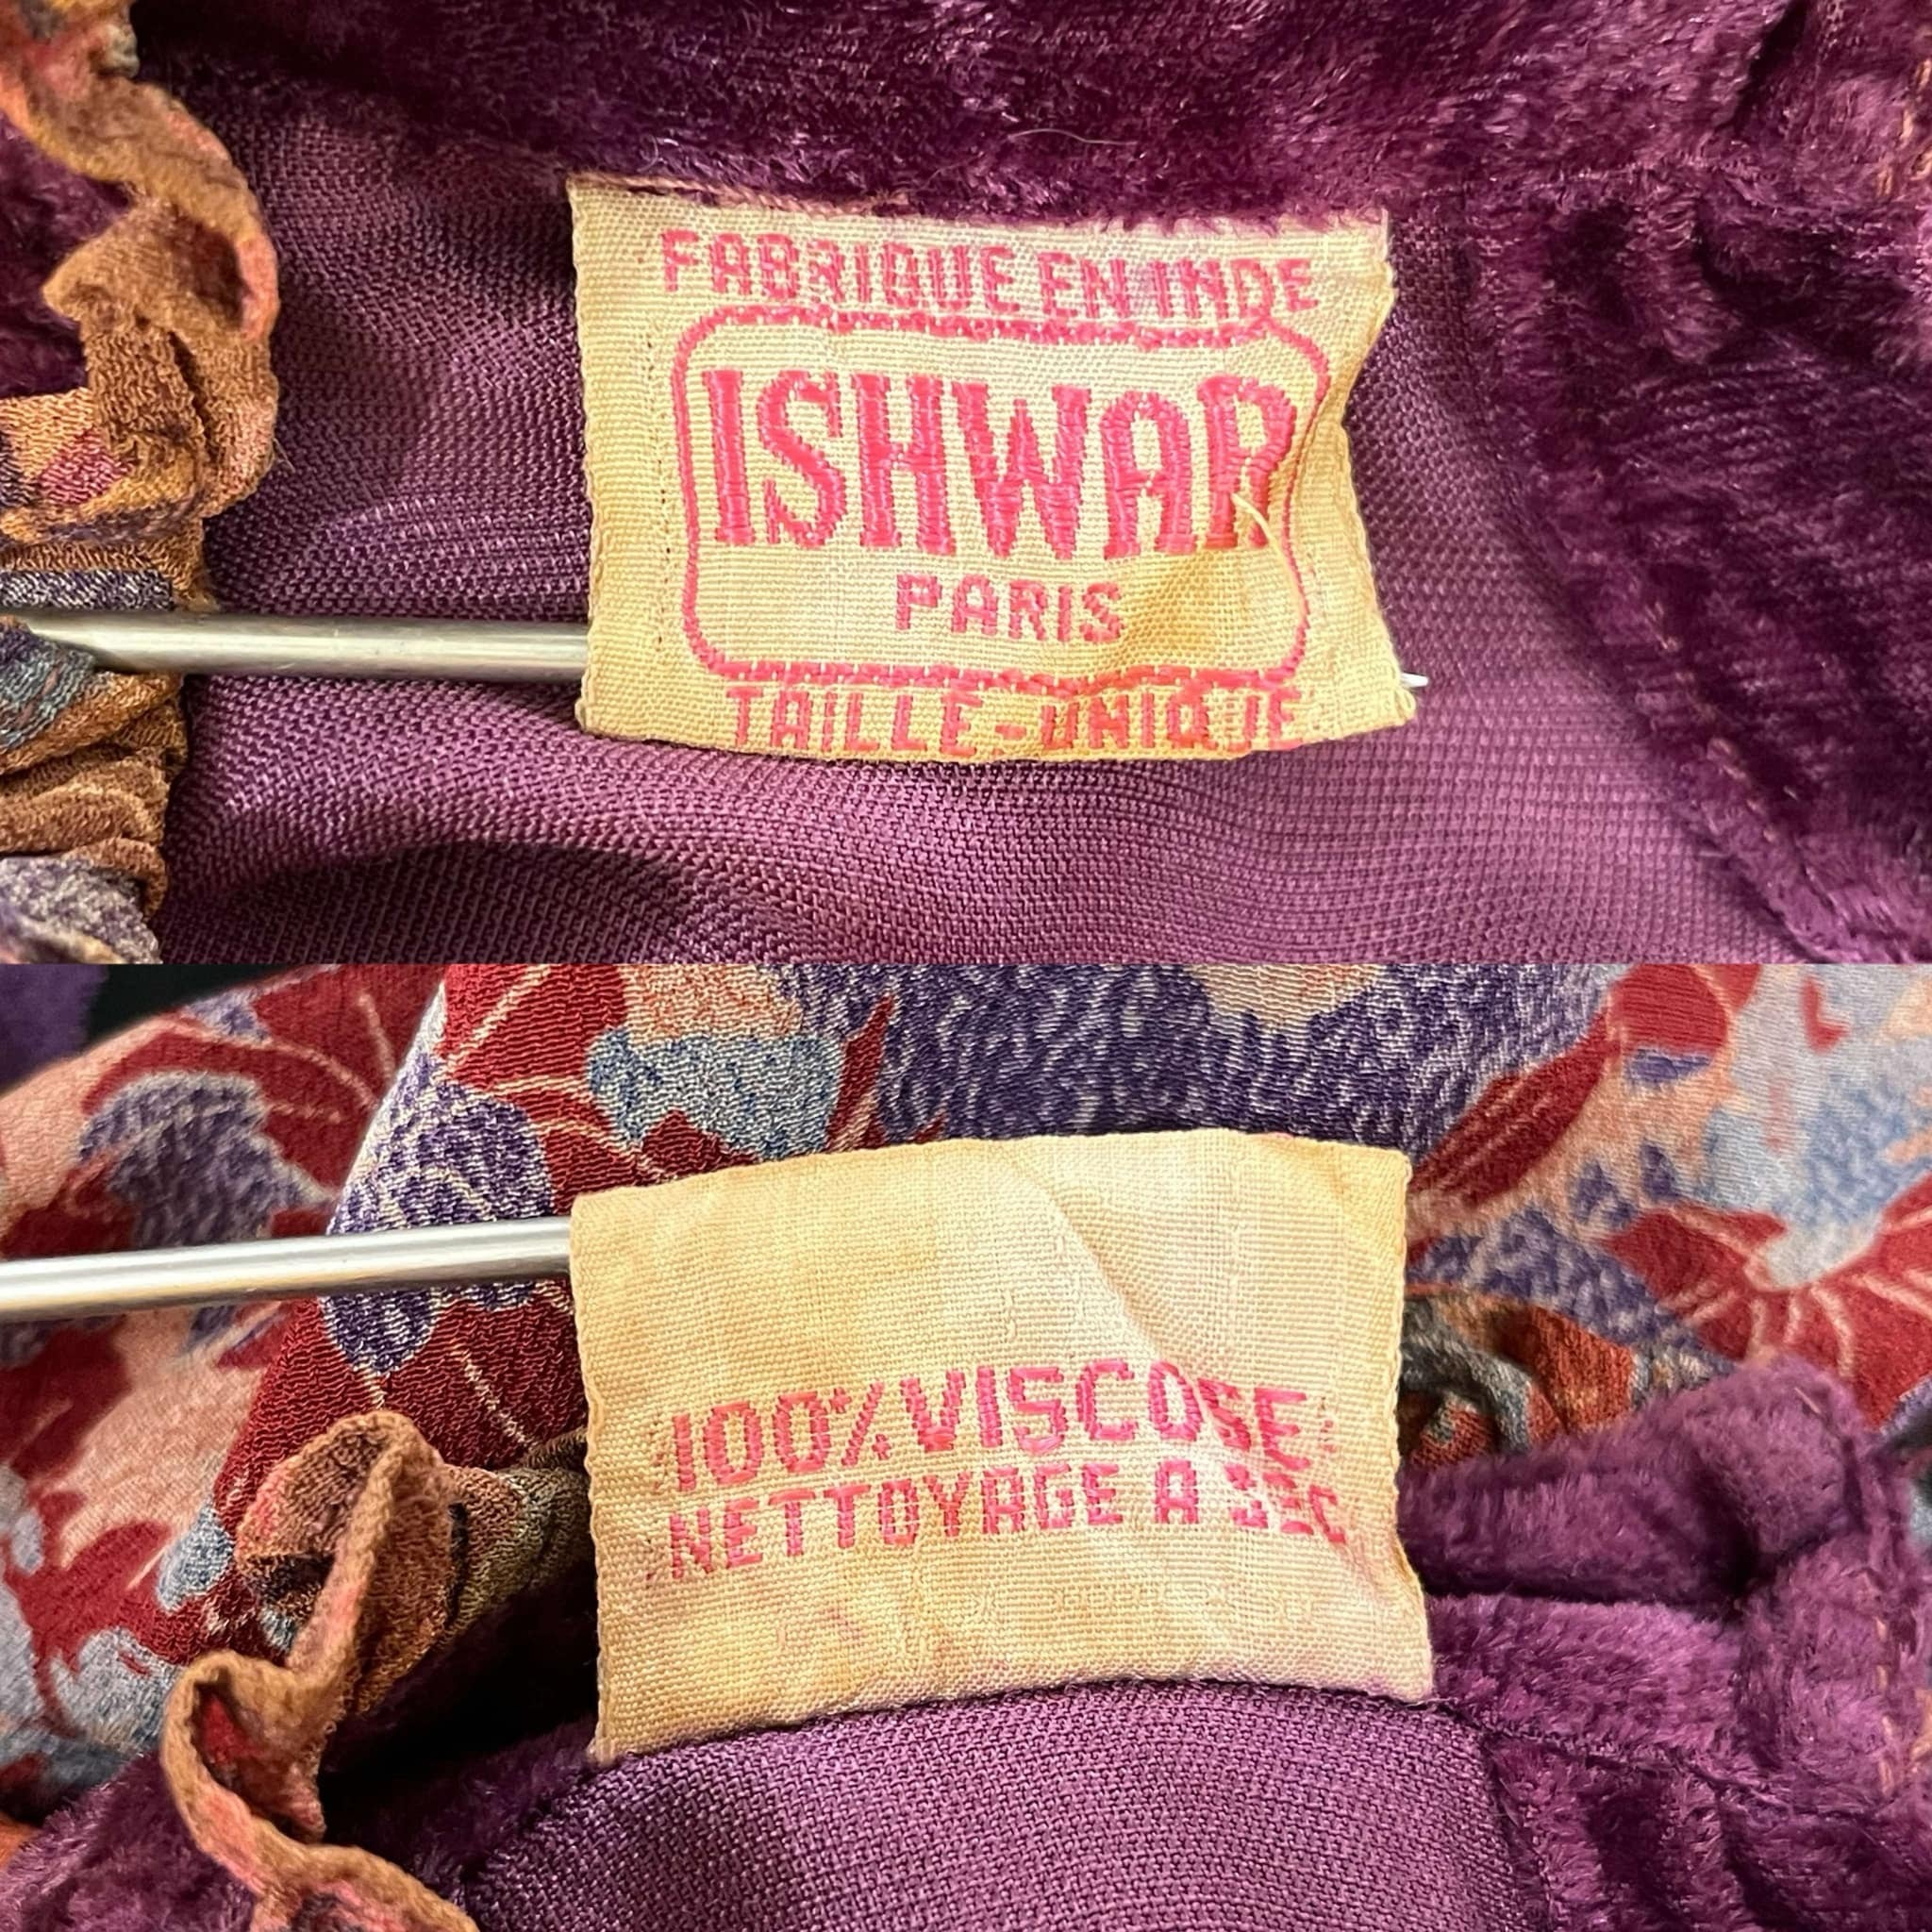 FABRIQUE EN INDE
ISHWAR
PARIS
TAILLE-UNIQUE
100% VISCOSE
NETTOYAGE A SEC